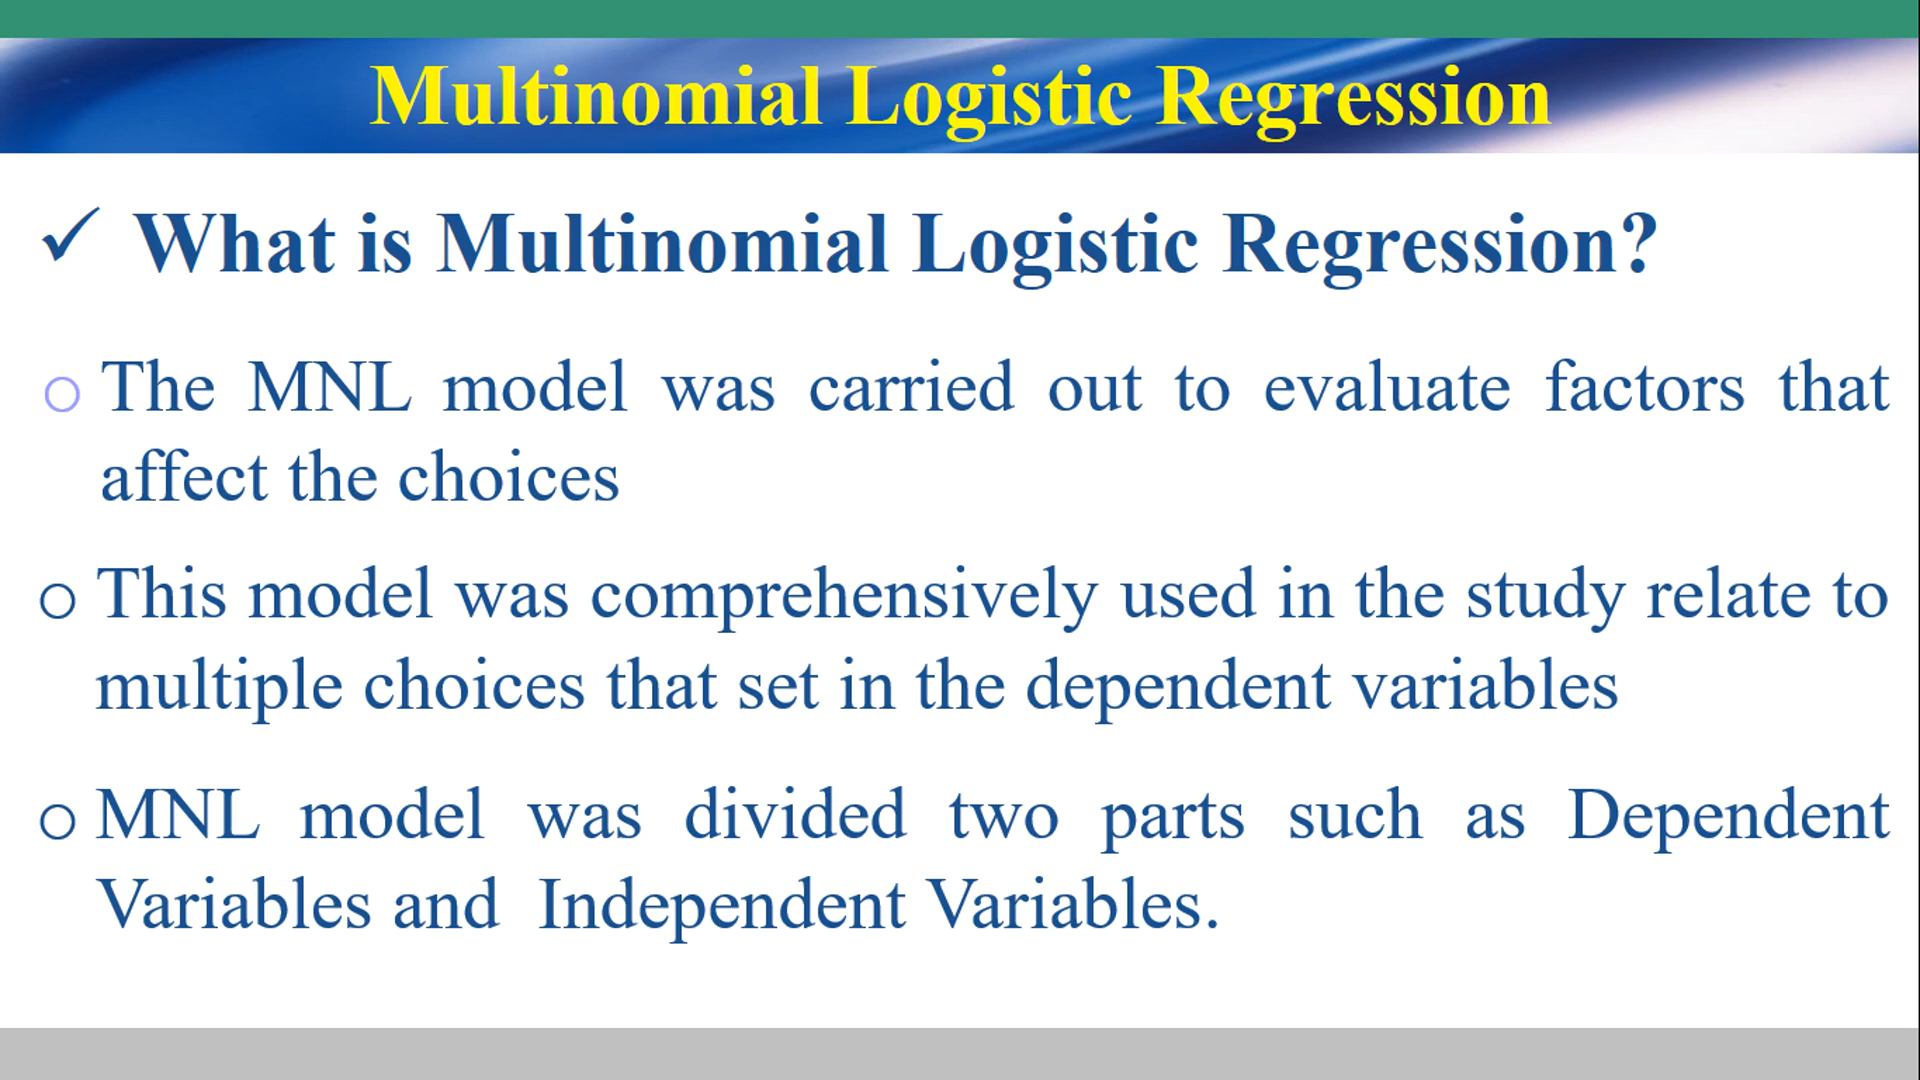 Multinomial Logistic Regression
✓ What is Multinomial Logistic Regression?
o The MNL model was carried out to evaluate factors that
affect the choices
o This model was comprehensively used in the study relate to
multiple choices that set in the dependent variables
o MNL model was divided two parts such as Dependent
Variables and Independent Variables.